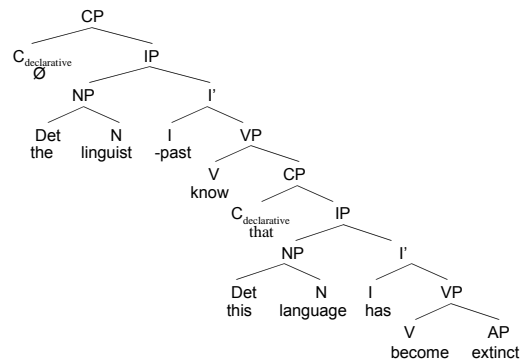 CP
C declarative IP
Ø
NP I'
Det N I VP
the linguist -past
V CP
know
C declarative IP
that
NP I'
Det N I VP
this language has
V AP
become extinct